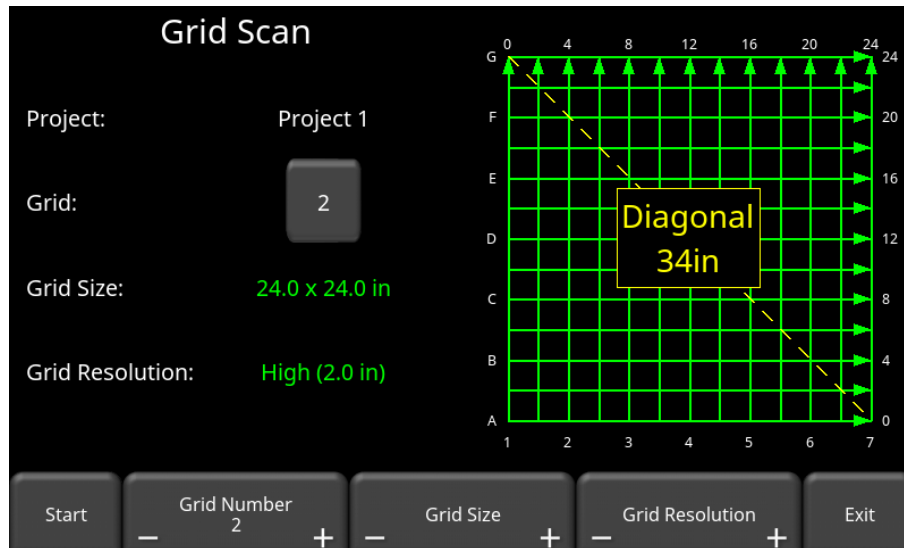 Grid Scan
Project: Project 1
Grid: 2
Grid Size: 24.0 x 24.0 in
Grid Resolution: High (2.0 in)
0 4 8 12 16 20 24
G 24
F 20
E 16
Diagonal
D 12
34in
C 8
B 4
A 0
1 2 3 4 5 6 7
Start
Grid Number
2
− +
Grid Size
− +
Grid Resolution
− +
Exit